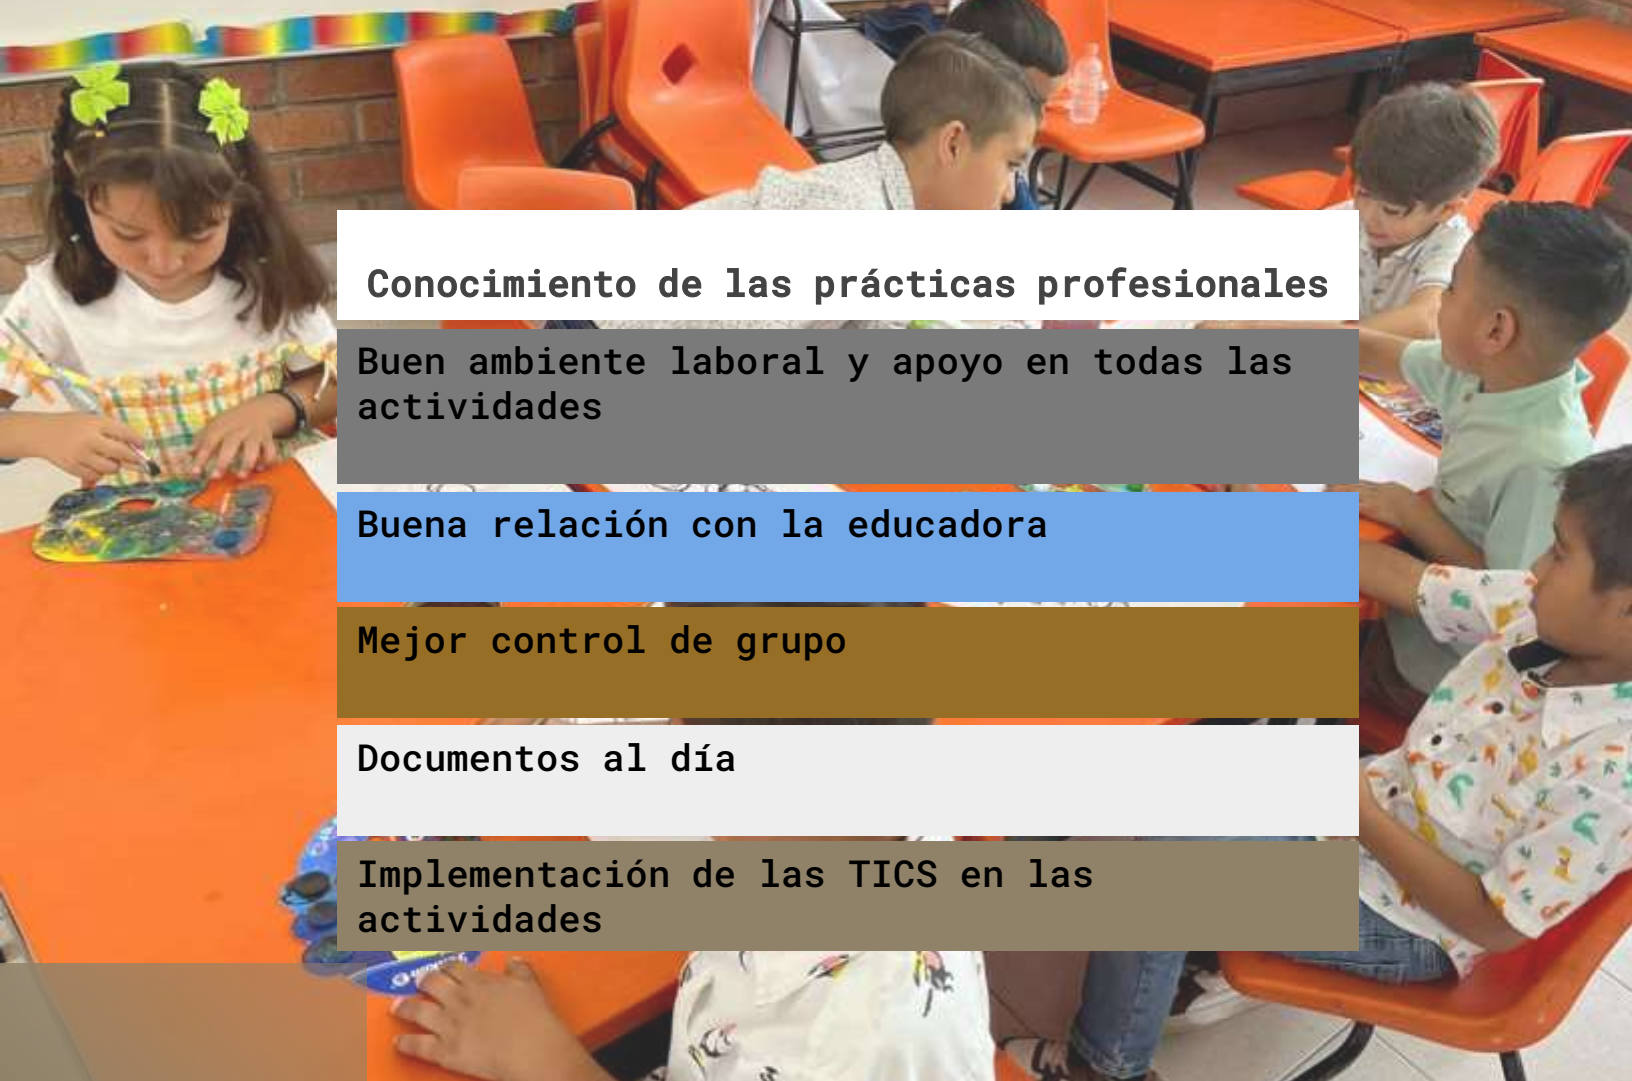 Conocimiento de las prácticas profesionales
Buen ambiente laboral y apoyo en todas las
actividades
Buena relación con la educadora
Mejor control de grupo
Documentos al día
Implementación de las TICS en las
actividades